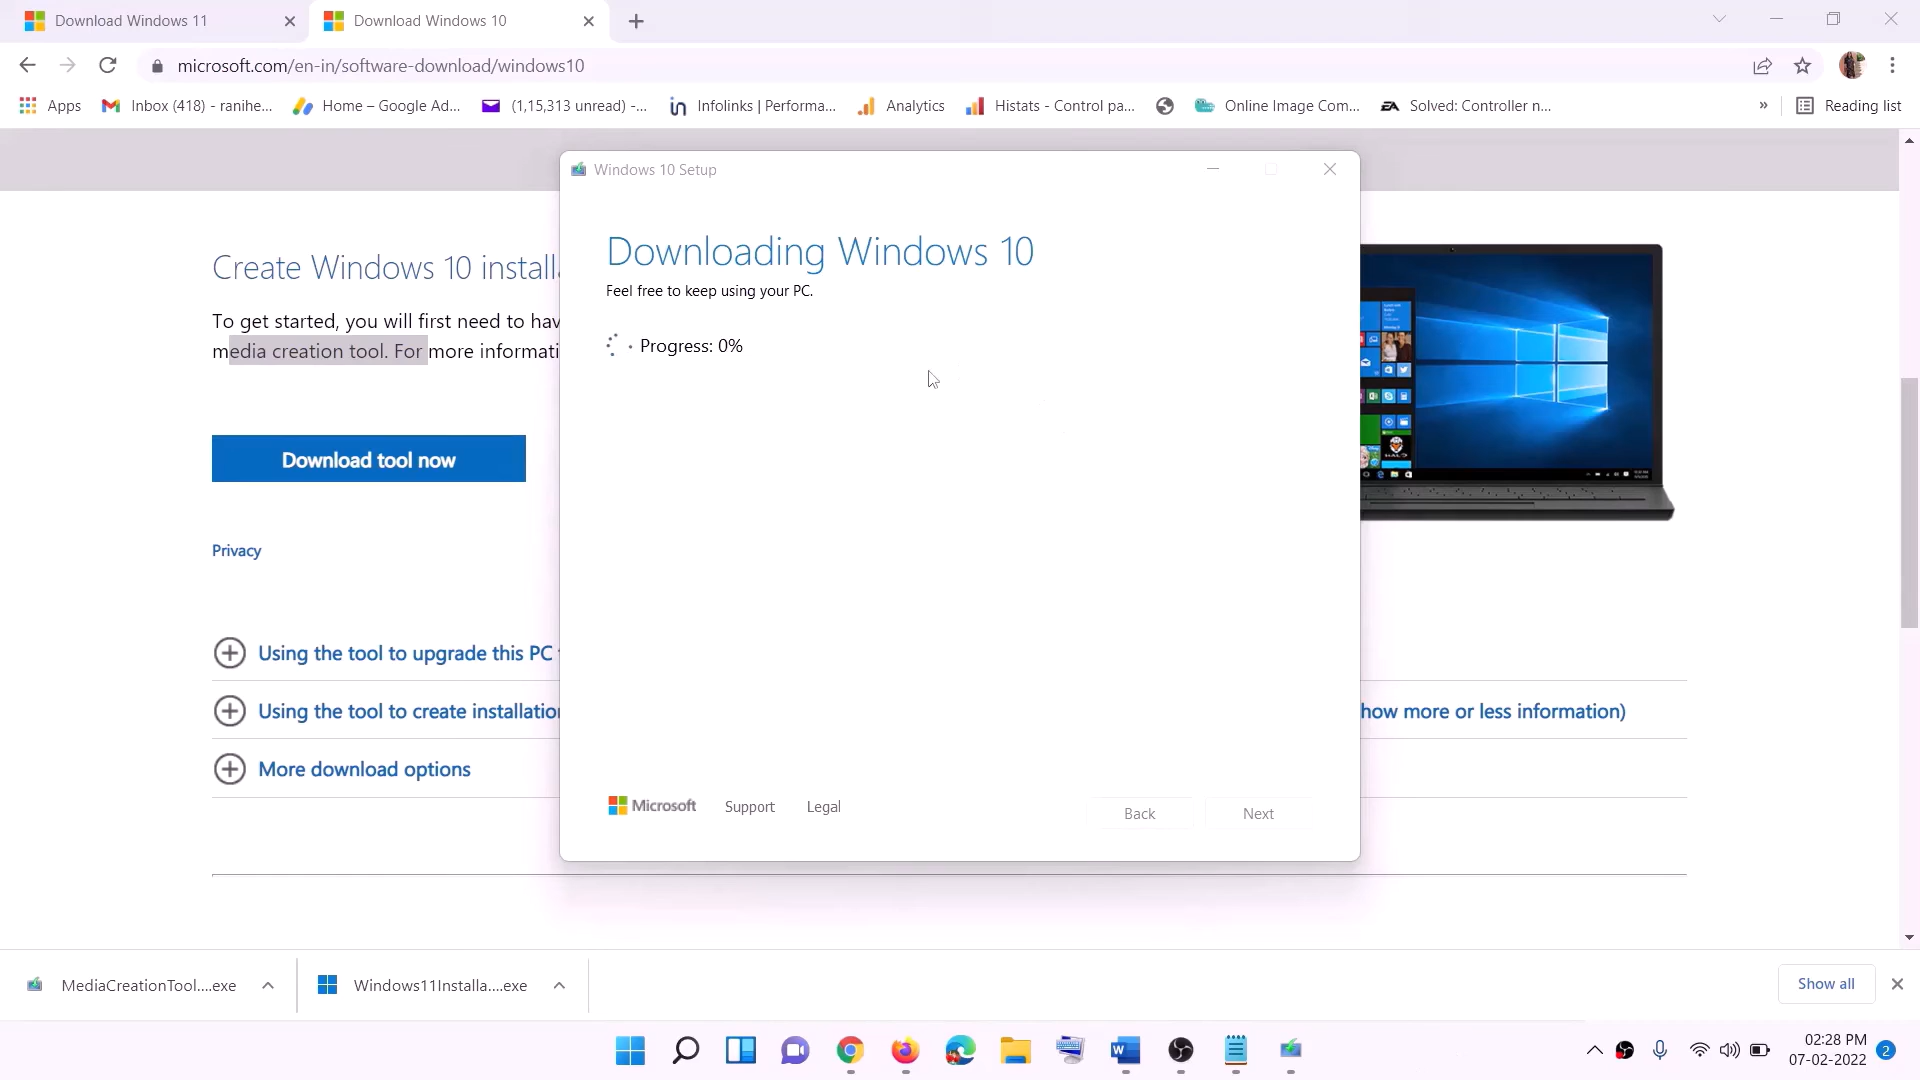 Download Windows 11
Download Windows 10
microsoft.com/en-in/software-download/windows10
Apps
Inbox (418) - ranihe...
Home – Google Ad...
(1,15,313 unread) -...
Infolinks | Performa...
Analytics
Histats - Control pa...
Online Image Com...
Solved: Controller n...
»
Reading list
Windows 10 Setup
Downloading Windows 10
Feel free to keep using your PC.
Progress: 0%
Create Windows 10 install
To get started, you will first need to hav
media creation tool. For more informati
Download tool now
Privacy
Using the tool to upgrade this PC
Using the tool to create installation
how more or less information)
More download options
Microsoft
Support
Legal
Back
Next
MediaCreationTool....exe
Windows11Installa....exe
Show all
02:28 PM
07-02-2022
2